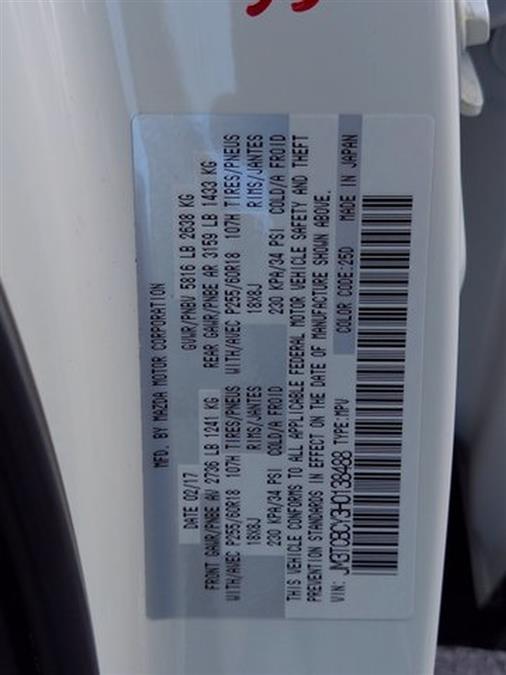 MFD. BY MAZDA MOTOR CORPORATION
DATE 02/17 GVWR/PNBV 5816 LB 2638 KG
FRONT GAWR/PNBE AV 2736 LB 1241 KG REAR GAWR/PNBE AR 3159 LB 1433 KG
WITH/AVEC P255/60R18 107H TIRES/PNEUS WITH/AVEC P255/60R18 107H TIRES/PNEUS
18X8J RIMS/JANTES 18X8J RIMS/JANTES
230 KPA/34 PSI COLD/A FROID 230 KPA/34 PSI COLD/A FROID
THIS VEHICLE CONFORMS TO ALL APPLICABLE FEDERAL MOTOR VEHICLE SAFETY AND THEFT
PREVENTION STANDARDS IN EFFECT ON THE DATE OF MANUFACTURE SHOWN ABOVE.
VIN: JM3TCBCY3H0138488 TYPE: MPV COLOR CODE: 25D MADE IN JAPAN